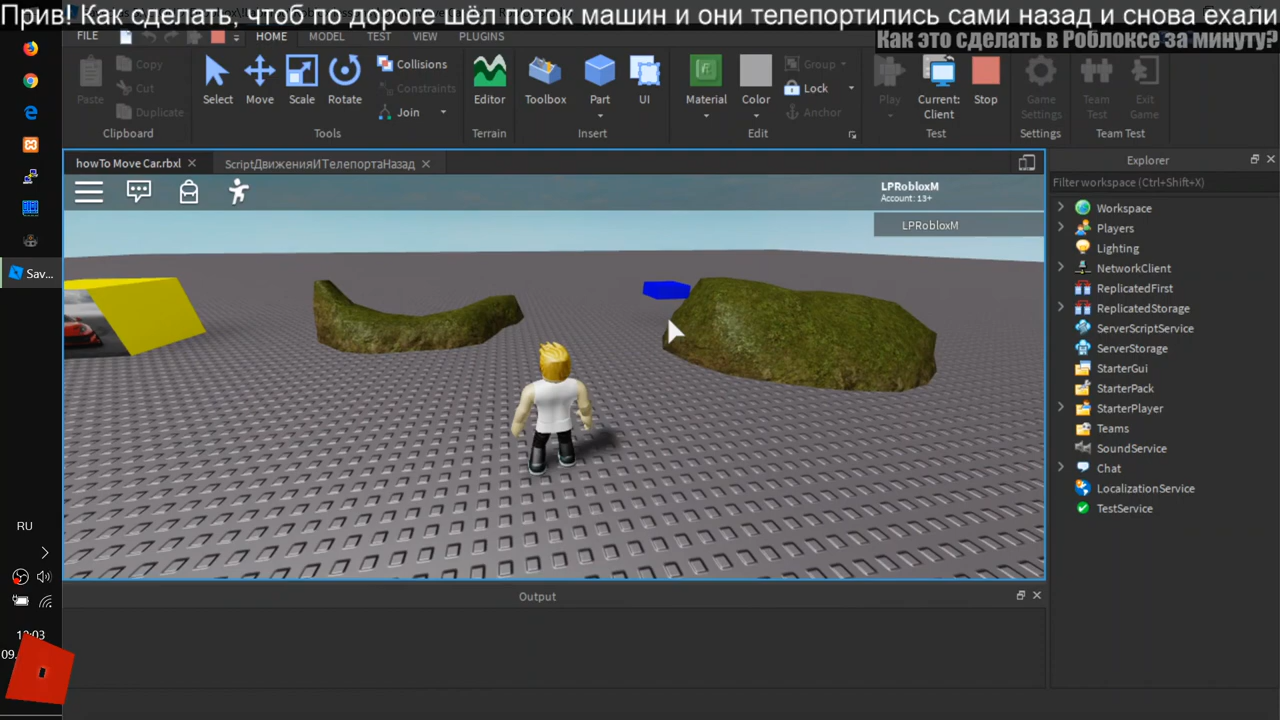 Прив! Как сделать, чтоб по дороге шёл поток машин и они телепортились сами назад и снова ехали
Как это сделать в Роблоксе за минуту?
FILE HOME MODEL TEST VIEW PLUGINS
Paste
Copy
Cut
Duplicate
Clipboard
Select Move Scale Rotate
Collisions
Constraints
Join
Tools
Editor
Terrain
Toolbox Part UI
Insert
Material Color
Group
Lock
Anchor
Edit
Play
Current:
Client
Stop
Test
Game
Settings
Settings
Team
Test
Exit
Game
Team Test
howTo Move Car.rbxl
СкриптДвиженияИТелепортаНазад
LPRobloxM
Account: 13+
LPRobloxM
Explorer
Filter workspace (Ctrl+Shift+X)
Workspace
Players
Lighting
NetworkClient
ReplicatedFirst
ReplicatedStorage
ServerScriptService
ServerStorage
StarterGui
StarterPack
StarterPlayer
Teams
SoundService
Chat
LocalizationService
TestService
Output
Sav...
RU